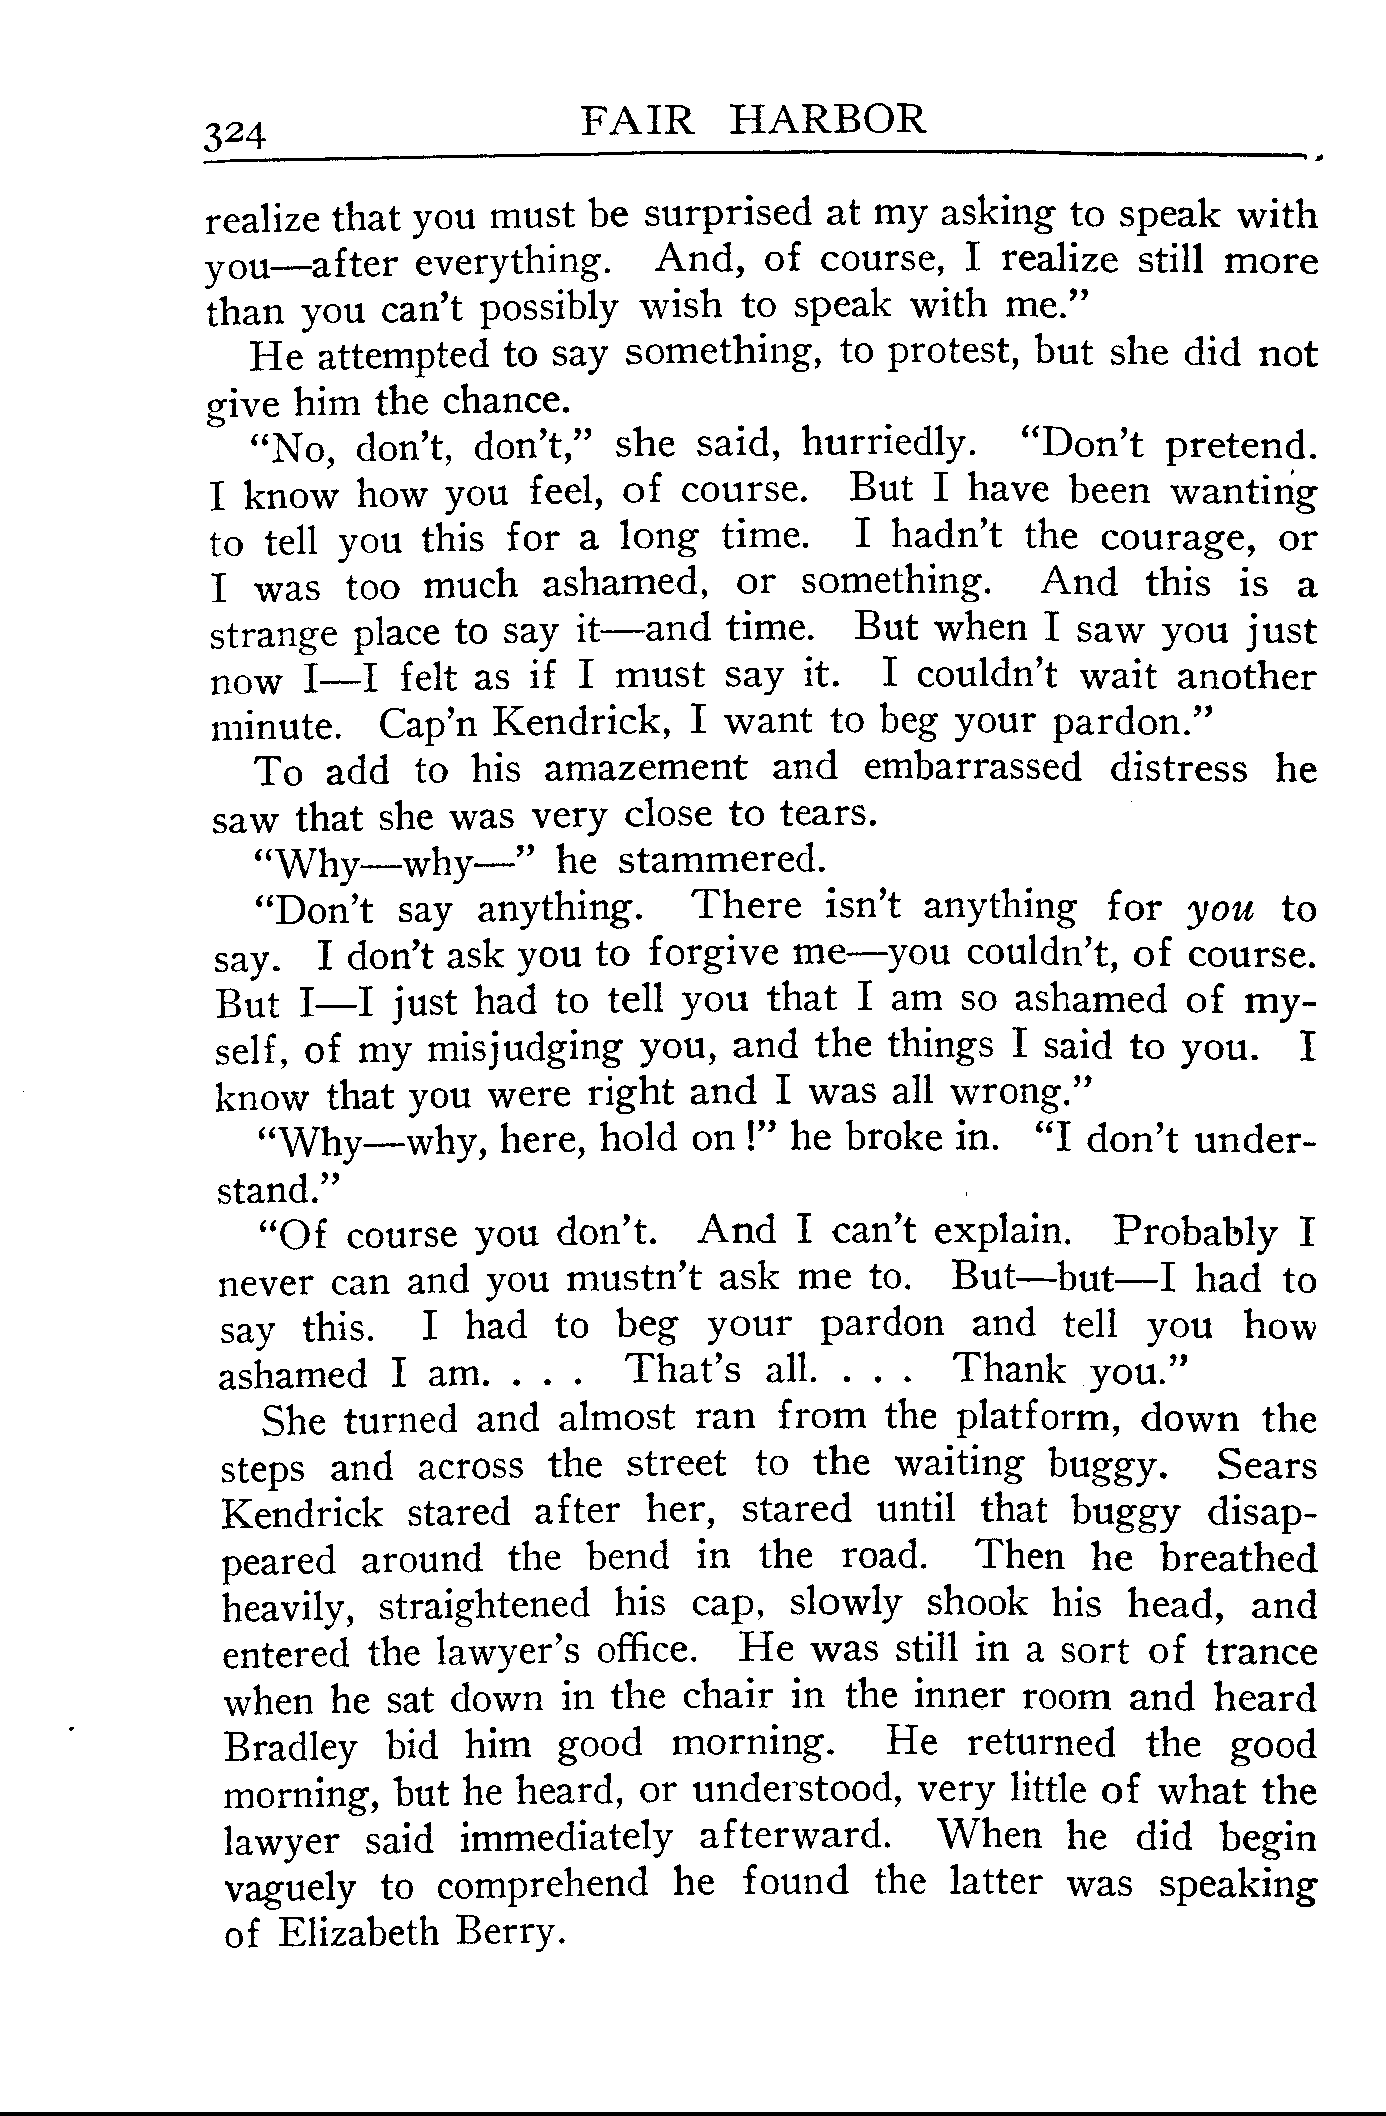 324 FAIR HARBOR
realize that you must be surprised at my asking to speak with
you—after everything. And, of course, I realize still more
than you can't possibly wish to speak with me.”
He attempted to say something, to protest, but she did not
give him the chance.
“No, don't, don't,” she said, hurriedly. “Don't pretend.
I know how you feel, of course. But I have been wanting
to tell you this for a long time. I hadn't the courage, or
I was too much ashamed, or something. And this is a
strange place to say it—and time. But when I saw you just
now I—I felt as if I must say it. I couldn't wait another
minute. Cap'n Kendrick, I want to beg your pardon.”
To add to his amazement and embarrassed distress he
saw that she was very close to tears.
“Why—why—” he stammered.
“Don't say anything. There isn't anything for you to
say. I don't ask you to forgive me—you couldn't, of course.
But I—I just had to tell you that I am so ashamed of my-
self, of my misjudging you, and the things I said to you. I
know that you were right and I was all wrong.”
“Why—why, here, hold on!” he broke in. “I don't under-
stand.”
“Of course you don't. And I can't explain. Probably I
never can and you mustn't ask me to. But—but—I had to
say this. I had to beg your pardon and tell you how
ashamed I am. . . . That's all. . . . Thank you.”
She turned and almost ran from the platform, down the
steps and across the street to the waiting buggy. Sears
Kendrick stared after her, stared until that buggy disap-
peared around the bend in the road. Then he breathed
heavily, straightened his cap, slowly shook his head, and
entered the lawyer's office. He was still in a sort of trance
when he sat down in the chair in the inner room and heard
Bradley bid him good morning. He returned the good
morning, but he heard, or understood, very little of what the
lawyer said immediately afterward. When he did begin
vaguely to comprehend he found the latter was speaking
of Elizabeth Berry.